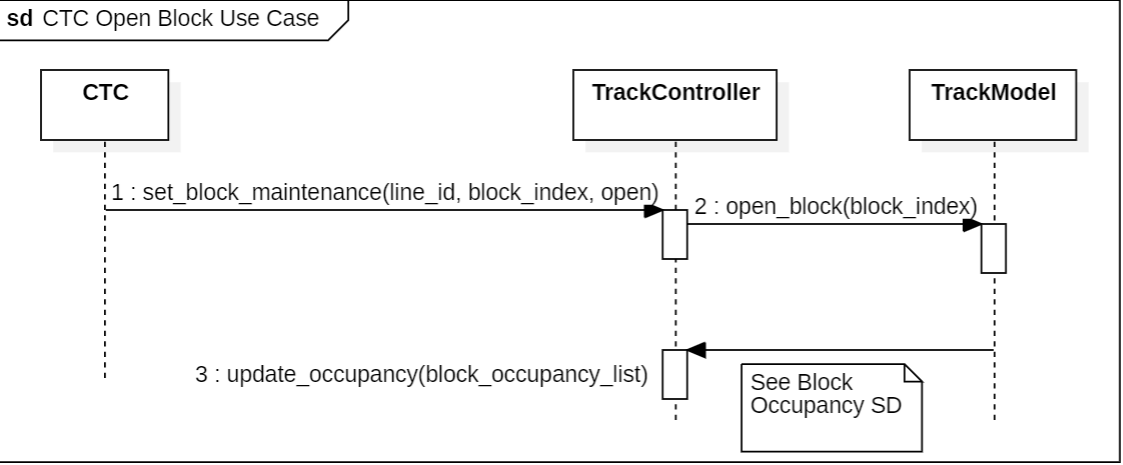 sd CTC Open Block Use Case
CTC
TrackController
TrackModel
1 : set_block_maintenance(line_id, block_index, open)
2 : open_block(block_index)
3 : update_occupancy(block_occupancy_list)
See Block
Occupancy SD